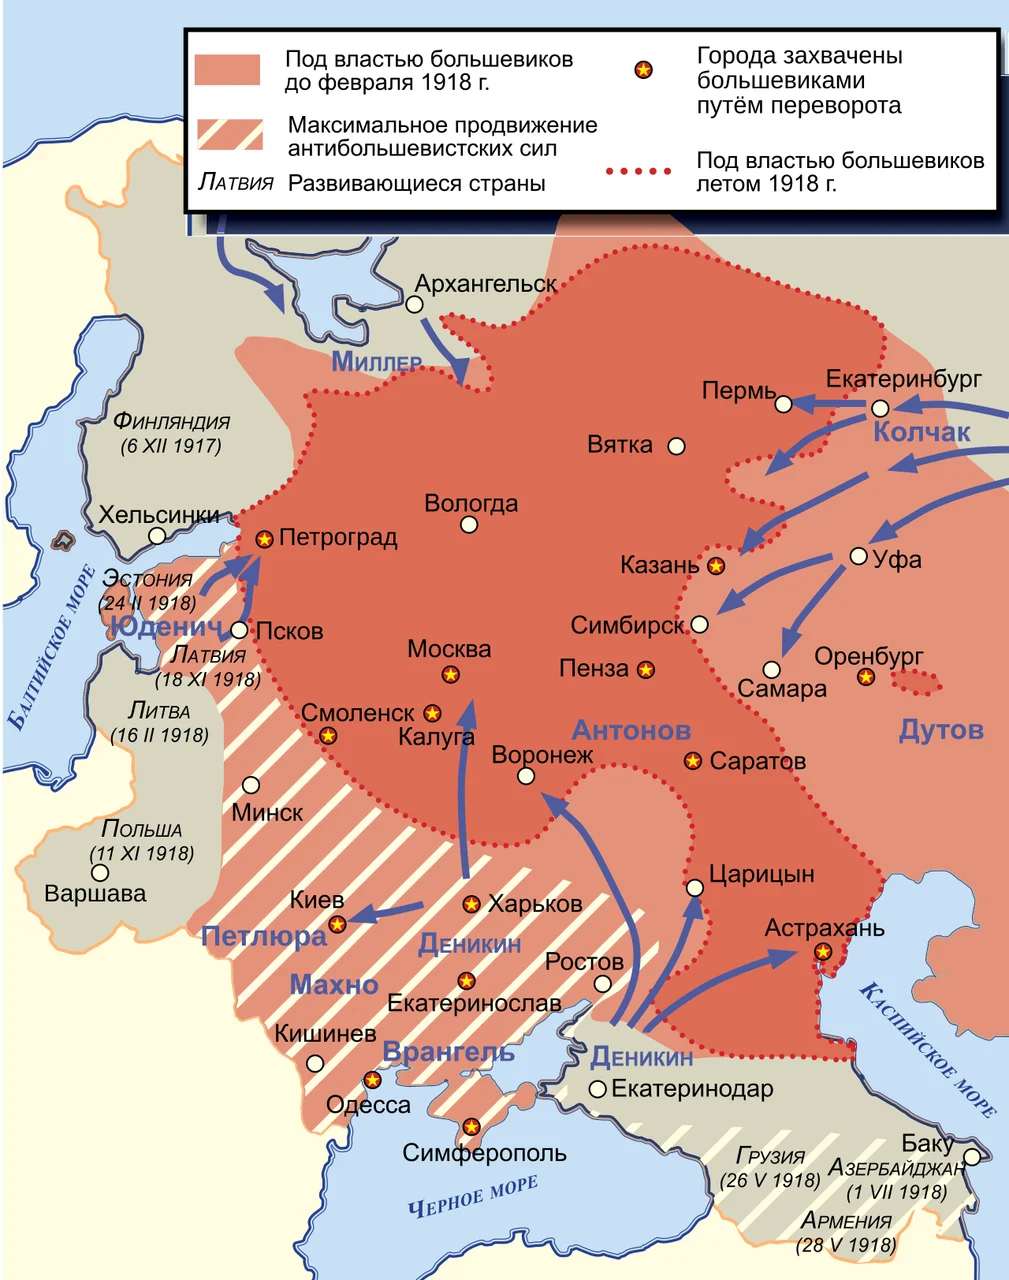 Под властью большевиков
до февраля 1918 г.
Максимальное продвижение
антибольшевистских сил
Латвия
Развивающиеся страны
Города захвачены
большевиками
путём переворота
Под властью большевиков
летом 1918 г.
Архангельск
Миллер
Пермь
Екатеринбург
Колчак
Финляндия
(6 XII 1917)
Вятка
Вологда
Хельсинки
Петроград
Казань
Уфа
Эстония
(24 II 1918)
Юденич
Псков
Симбирск
Балтийское море
Латвия
(18 XI 1918)
Москва
Пенза
Оренбург
Самара
Литва
(16 II 1918)
Смоленск
Калуга
Антонов
Дутов
Воронеж
Саратов
Минск
Польша
(11 XI 1918)
Варшава
Царицын
Киев
Харьков
Петлюра
Деникин
Астрахань
Ростов
Махно
Екатеринослав
Каспийское море
Кишинев
Врангель
Деникин
Екатеринодар
Одесса
Симферополь
Баку
Грузия
(26 V 1918)
Азербайджан
(1 VII 1918)
Черное море
Армения
(28 V 1918)